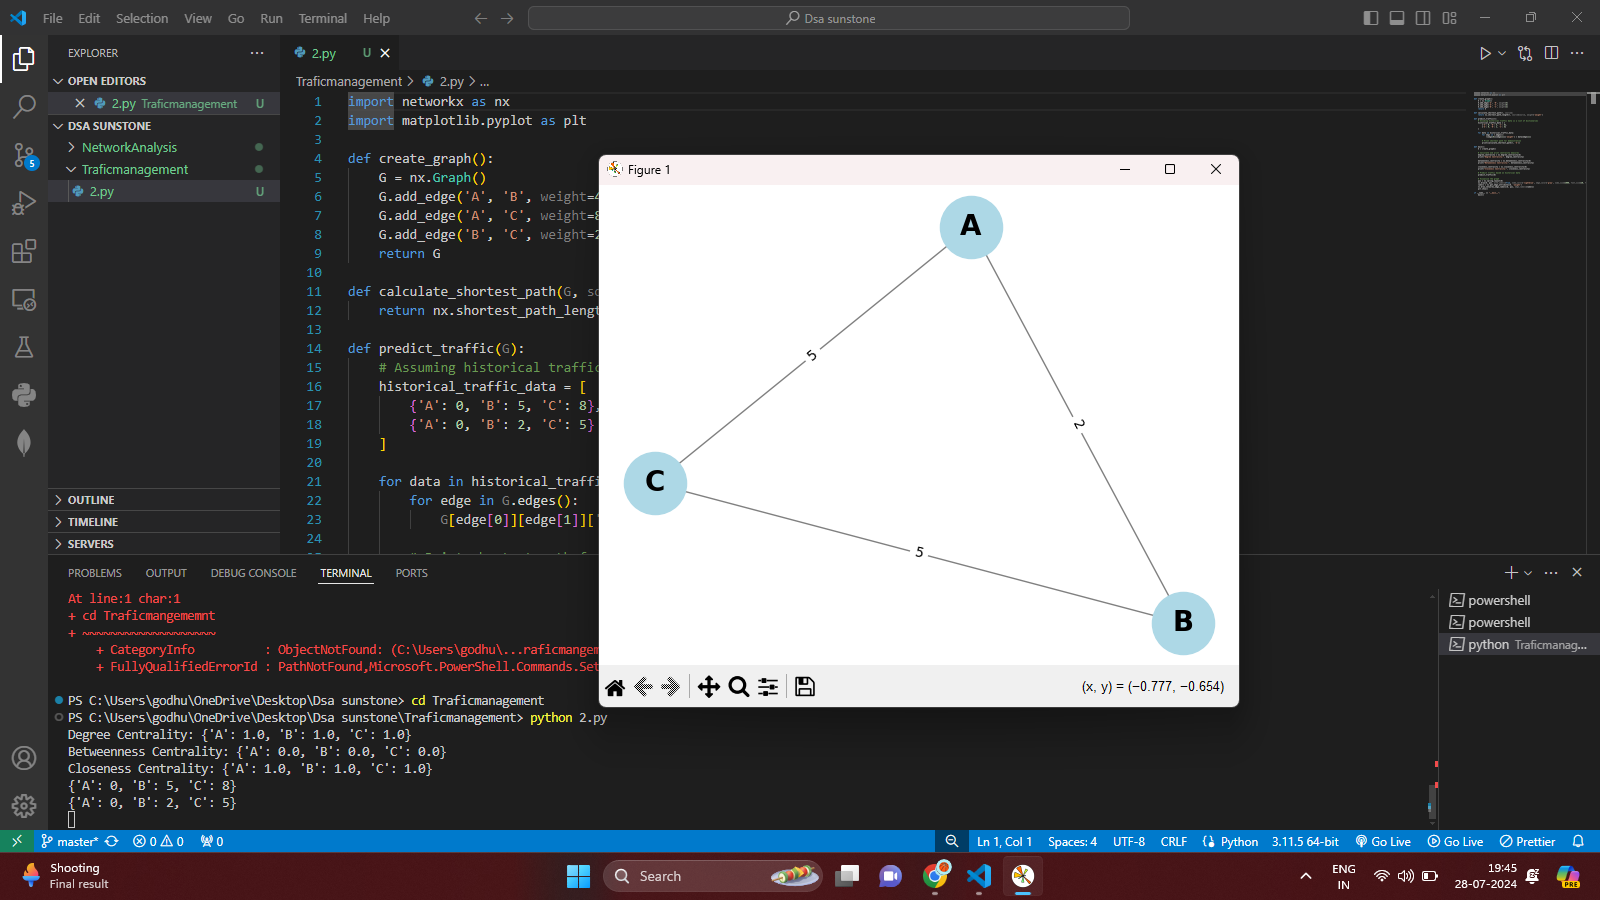 File Edit Selection View Go Run Terminal Help
Dsa sunstone
EXPLORER
OPEN EDITORS
2.py Traficmanagement U
DSA SUNSTONE
NetworkAnalysis
Traficmanagement
2.py U
OUTLINE
TIMELINE
SERVERS
5
2.py U
Traficmanagement > 2.py > ...
1 import networkx as nx
2 import matplotlib.pyplot as plt
3
4 def create_graph():
5 G = nx.Graph()
6 G.add_edge('A', 'B', weight=4
7 G.add_edge('A', 'C', weight=8
8 G.add_edge('B', 'C', weight=2
9 return G
10
11 def calculate_shortest_path(G, so
12 return nx.shortest_path_lengt
13
14 def predict_traffic(G):
15 # Assuming historical traffic
16 historical_traffic_data = [
17 {'A': 0, 'B': 5, 'C': 8},
18 {'A': 0, 'B': 2, 'C': 5}
19 ]
20
21 for data in historical_traffi
22 for edge in G.edges():
23 G[edge[0]][edge[1]]['
24
Figure 1
A
5
2
C
5
B
(x, y) = (−0.777, −0.654)
PROBLEMS OUTPUT DEBUG CONSOLE TERMINAL PORTS
At line:1 char:1
+ cd Traficmangememnt
+ ~~~~~~~~~~~~~~~~~~~
+ CategoryInfo : ObjectNotFound: (C:\Users\godhu\...raficmangem
+ FullyQualifiedErrorId : PathNotFound,Microsoft.PowerShell.Commands.Set
PS C:\Users\godhu\OneDrive\Desktop\Dsa sunstone> cd Traficmanagement
PS C:\Users\godhu\OneDrive\Desktop\Dsa sunstone\Traficmanagement> python 2.py
Degree Centrality: {'A': 1.0, 'B': 1.0, 'C': 1.0}
Betweenness Centrality: {'A': 0.0, 'B': 0.0, 'C': 0.0}
Closeness Centrality: {'A': 1.0, 'B': 1.0, 'C': 1.0}
{'A': 0, 'B': 5, 'C': 8}
{'A': 0, 'B': 2, 'C': 5}
powershell
powershell
python Traficmanag...
master* 0 0 0 Ln 1, Col 1 Spaces: 4 UTF-8 CRLF Python 3.11.5 64-bit Go Live Go Live Prettier
Shooting
Final result
Search
ENG
IN
19:45
28-07-2024
PRE